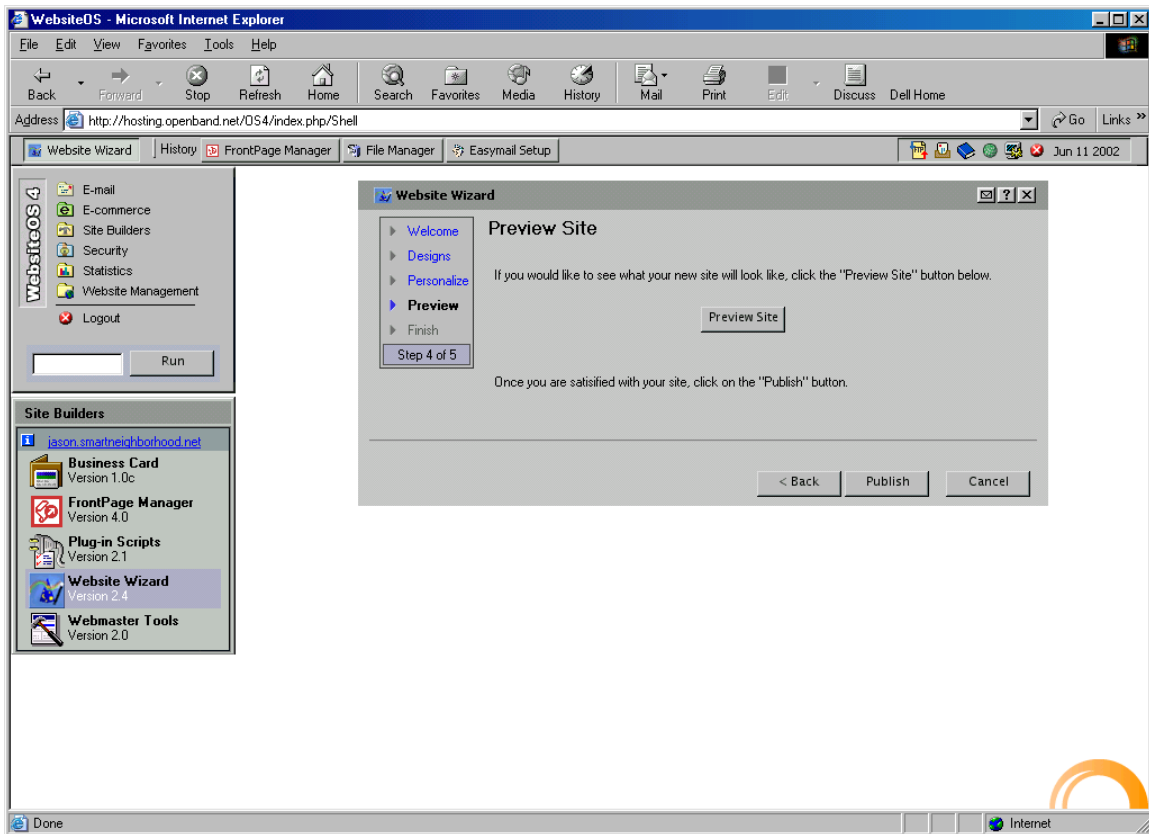 WebsiteOS - Microsoft Internet Explorer
File Edit View Favorites Tools Help
Back Forward Stop Refresh Home Search Favorites Media History Mail Print Edit Discuss Dell Home
Address http://hosting.openband.net/OS4/index.php/Shell Go Links »
Website Wizard History FrontPage Manager File Manager Easymail Setup Jun 11 2002
WebsiteOS 4
E-mail
E-commerce
Site Builders
Security
Statistics
Website Management
Logout
Run
Site Builders
jason.smartneighborhood.net
Business Card
Version 1.0c
FrontPage Manager
Version 4.0
Plug-in Scripts
Version 2.1
Website Wizard
Version 2.4
Webmaster Tools
Version 2.0
Website Wizard
Welcome
Designs
Personalize
Preview
Finish
Step 4 of 5
Preview Site
If you would like to see what your new site will look like, click the "Preview Site" button below.
Preview Site
Once you are satisified with your site, click on the "Publish" button.
< Back Publish Cancel
Done Internet